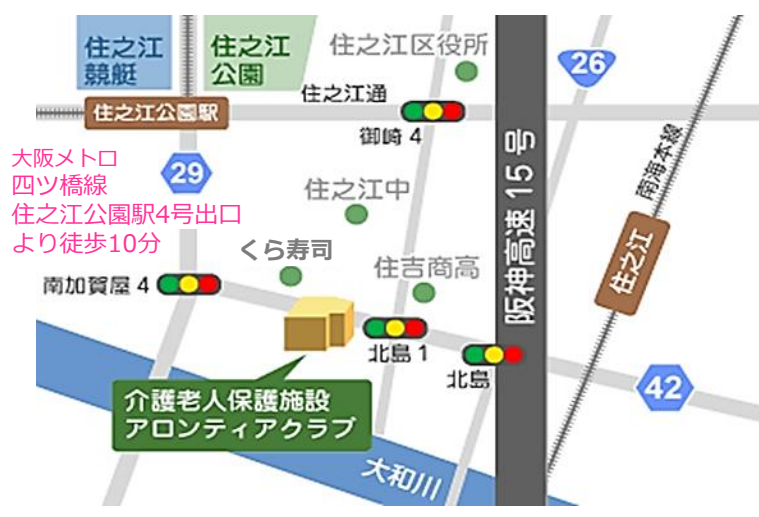 住之江
競艇
住之江
公園
住之江区役所
26
住之江通
住之江公園駅
御崎 4
大阪メトロ
四ツ橋線
住之江公園駅4号出口
より徒歩10分
29
南海本線
住之江中
阪神高速 15 号
くら寿司
住吉商高
住之江
南加賀屋 4
北島 1
北島
42
介護老人保護施設
アロンティアクラブ
大和川